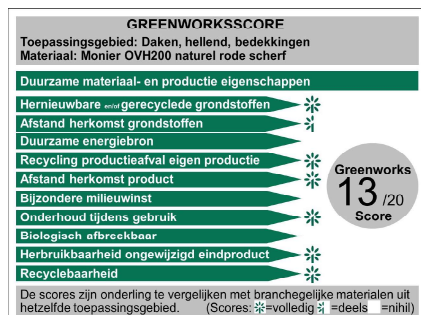 GREENWORKSSCORE
Toepassingsgebied: Daken, hellend, bedekkingen
Materiaal: Monier OVH200 naturel rode scherf
Duurzame materiaal- en productie eigenschappen
Hernieuwbare en/of gerecyclede grondstoffen
Afstand herkomst grondstoffen
Duurzame energiebron
Recycling productieafval eigen productie
Afstand herkomst product
Bijzondere milieuwinst
Onderhoud tijdens gebruik
Biologisch afbreekbaar
Herbruikbaarheid ongewijzigd eindproduct
Recyclebaarheid
Greenworks
13 /20
Score
De scores zijn onderling te vergelijken met branchegelijke materialen uit
hetzelfde toepassingsgebied. (Scores: =volledig =deels =nihil)